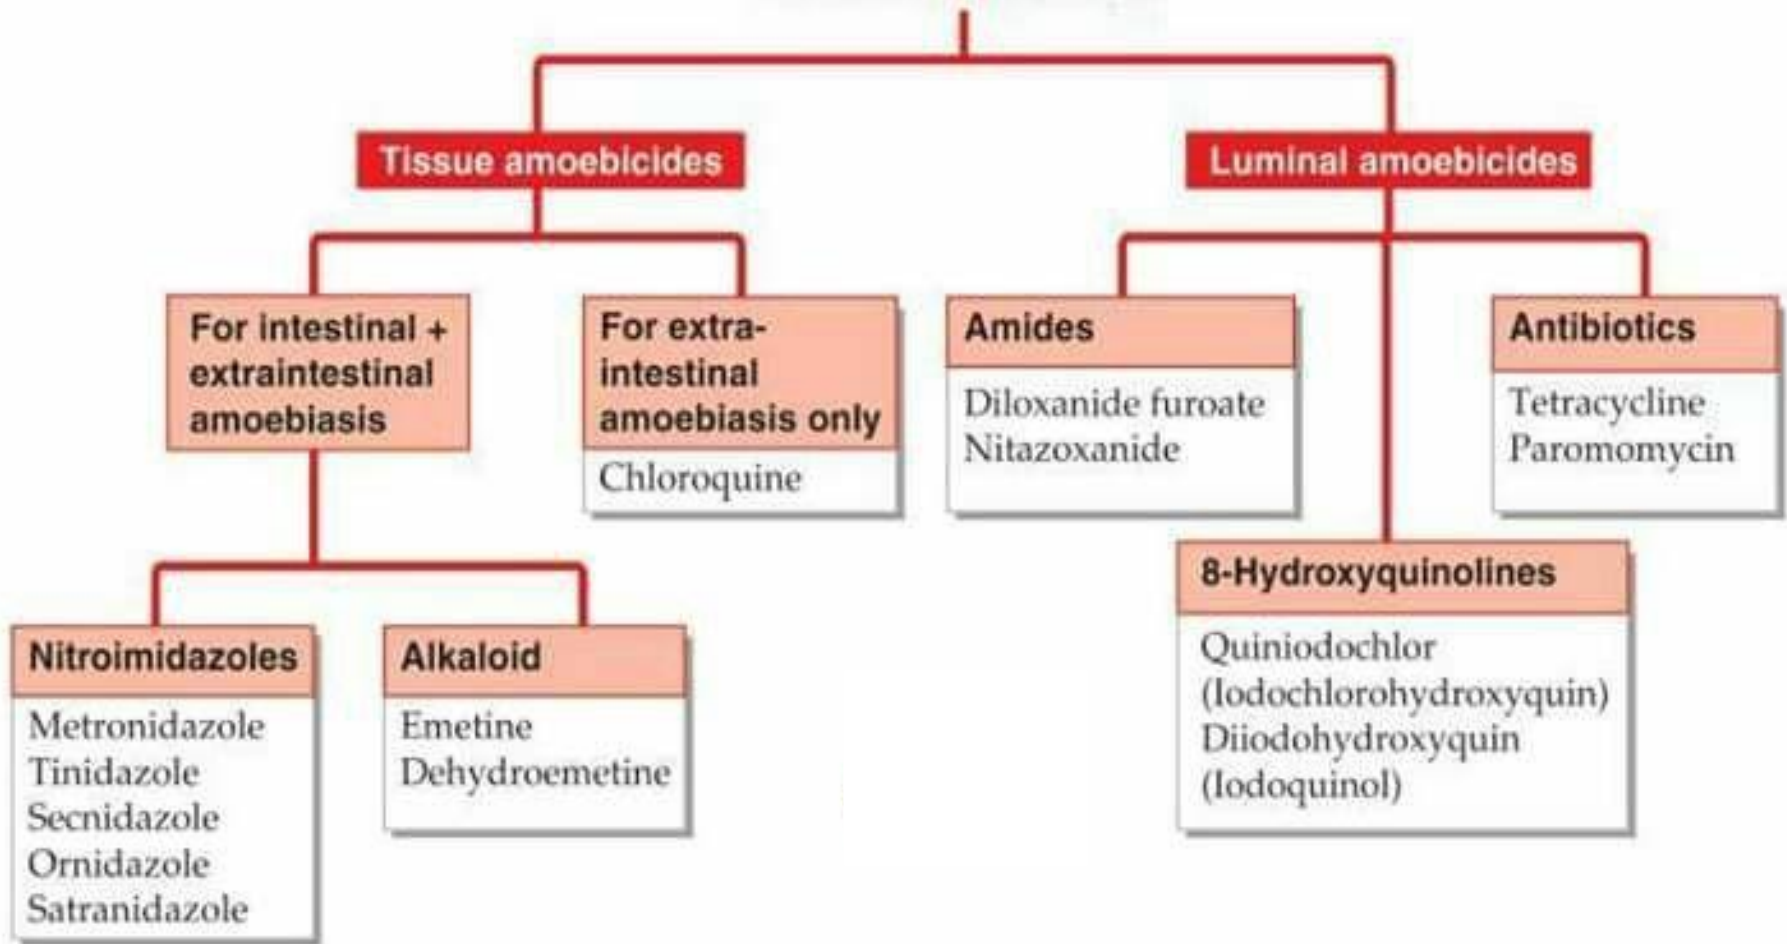 Tissue amoebicides
Luminal amoebicides
For intestinal +
extraintestinal
amoebiasis
For extra-
intestinal
amoebiasis only
Chloroquine
Amides
Diloxanide furoate
Nitazoxanide
Antibiotics
Tetracycline
Paromomycin
8-Hydroxyquinolines
Quiniodochlor
(Iodochlorohydroxyquin)
Diiodohydroxyquin
(Iodoquinol)
Nitroimidazoles
Metronidazole
Tinidazole
Secnidazole
Ornidazole
Satranidazole
Alkaloid
Emetine
Dehydroemetine